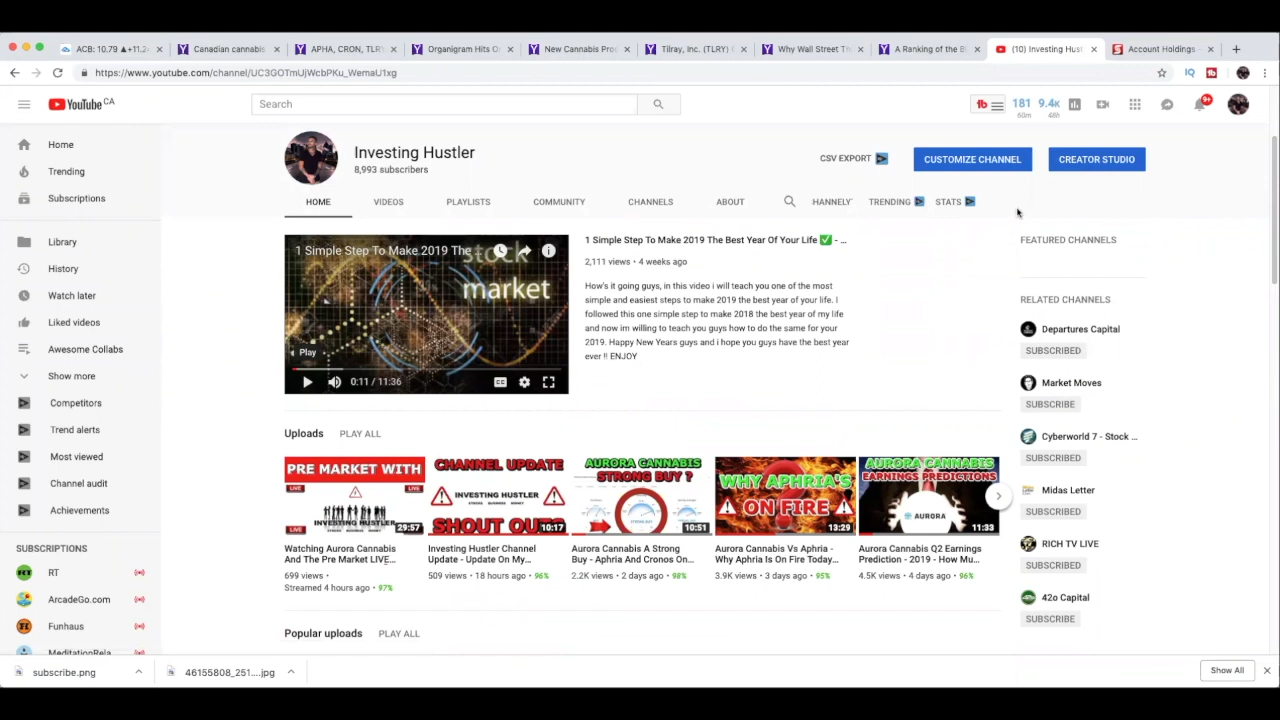 ACB: 10.79 ▲+11.2
Canadian cannabis
APHA, CRON, TLRY
Organigram Hits O
New Cannabis Pro
Tilray, Inc. (TLRY)
Why Wall Street Th
A Ranking of the B
(10) Investing Hust
Account Holdings -
https://www.youtube.com/channel/UC3GOTmUjWcbPKu_WemaU1xg
YouTube CA
Search
181 9.4K
60m 48h
9+
Investing Hustler
8,993 subscribers
CSV EXPORT
CUSTOMIZE CHANNEL
CREATOR STUDIO
HOME VIDEOS PLAYLISTS COMMUNITY CHANNELS ABOUT HANNELY TRENDING STATS
Home
Trending
Subscriptions
Library
History
Watch later
Liked videos
Awesome Collabs
Show more
Competitors
Trend alerts
Most viewed
Channel audit
Achievements
SUBSCRIPTIONS
RT
ArcadeGo.com
Funhaus
MeditationRela
1 Simple Step To Make 2019 The ...
stock
market
Play
0:11 / 11:36
1 Simple Step To Make 2019 The Best Year Of Your Life ✅ - ...
2,111 views • 4 weeks ago
How's it going guys, in this video i will teach you one of the most
simple and easiest steps to make 2019 the best year of your life. I
followed this one simple step to make 2018 the best year of my life
and now im willing to teach you guys how to do the same for your
2019. Happy New Years guys and i hope you guys have the best year
ever !! ENJOY
FEATURED CHANNELS
RELATED CHANNELS
Departures Capital
SUBSCRIBED
Market Moves
SUBSCRIBE
Cyberworld 7 - Stock ...
SUBSCRIBED
Midas Letter
SUBSCRIBED
RICH TV LIVE
SUBSCRIBED
42o Capital
SUBSCRIBE
Uploads PLAY ALL
PRE MARKET WITH
LIVE LIVE
INVESTING HUSTLER
LIVE
29:57
Watching Aurora Cannabis
And The Pre Market LIVE...
699 views •
Streamed 4 hours ago • 97%
CHANNEL UPDATE
INVESTING HUSTLER
SHOUT OUTS
10:17
Investing Hustler Channel
Update - Update On My...
509 views • 18 hours ago • 96%
AURORA CANNABIS
STRONG BUY ?
10:51
Aurora Cannabis A Strong
Buy - Aphria And Cronos On...
2.2K views • 2 days ago • 98%
WHY APHRIA'S
ON FIRE
13:29
Aurora Cannabis Vs Aphria -
Why Aphria Is On Fire Today...
3.9K views • 3 days ago • 95%
AURORA CANNABIS
EARNINGS PREDICTIONS
AURORA
11:33
Aurora Cannabis Q2 Earnings
Prediction - 2019 - How Mu...
4.5K views • 4 days ago • 96%
Popular uploads PLAY ALL
subscribe.png
46155808_251....jpg
Show All